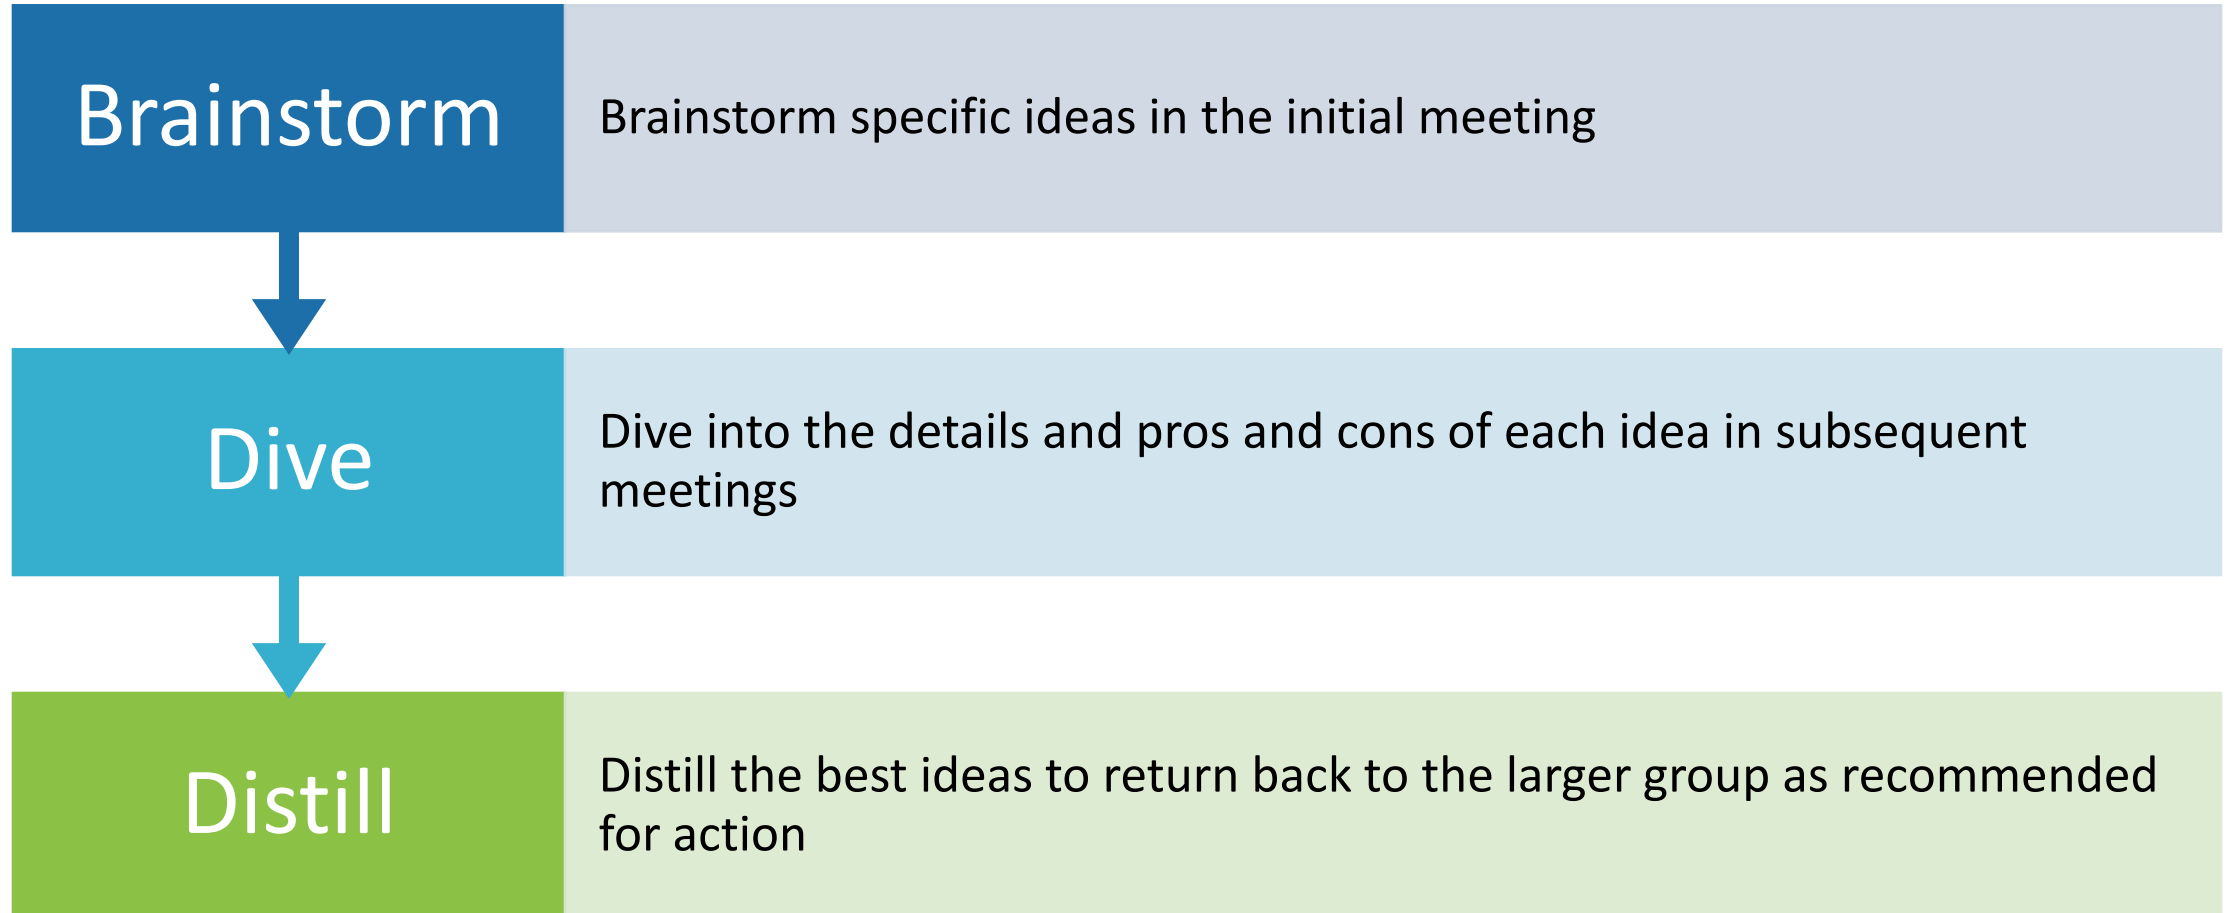 Brainstorm
Brainstorm specific ideas in the initial meeting
Dive
Dive into the details and pros and cons of each idea in subsequent
meetings
Distill
Distill the best ideas to return back to the larger group as recommended
for action